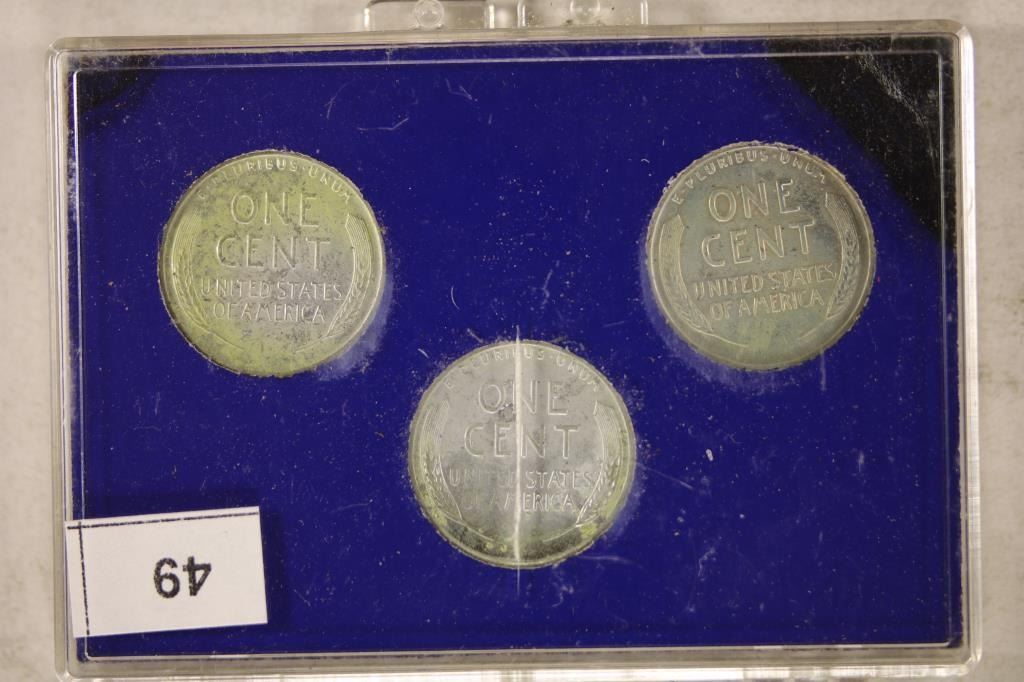 E·PLURIBUS·UNUM
ONE
CENT
UNITED STATES
OF AMERICA
E·PLURIBUS·UNUM
ONE
CENT
UNITED STATES
OF AMERICA
E·PLURIBUS·UNUM
ONE
CENT
UNITED STATES
OF AMERICA
49